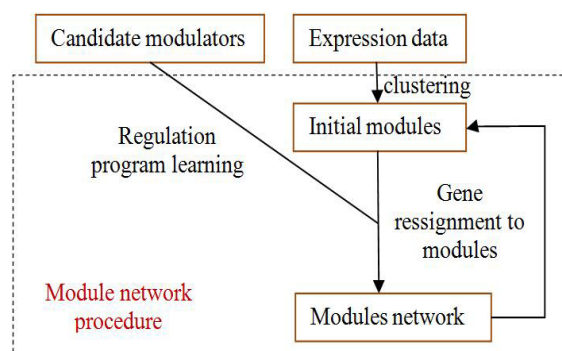 Candidate modulators
Expression data
clustering
Initial modules
Regulation
program learning
Gene
ressignment to
modules
Module network
procedure
Modules network